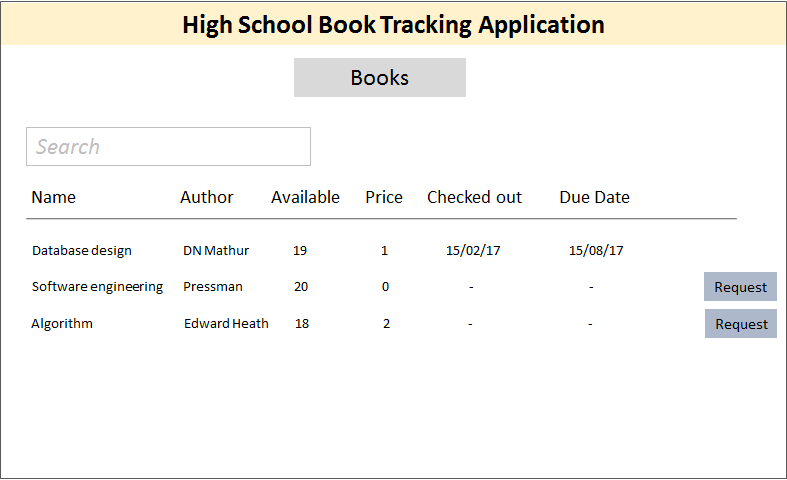 High School Book Tracking Application
Books
Search
Name Author Available Price Checked out Due Date
Database design DN Mathur 19 1 15/02/17 15/08/17
Software engineering Pressman 20 0 - - Request
Algorithm Edward Heath 18 2 - - Request